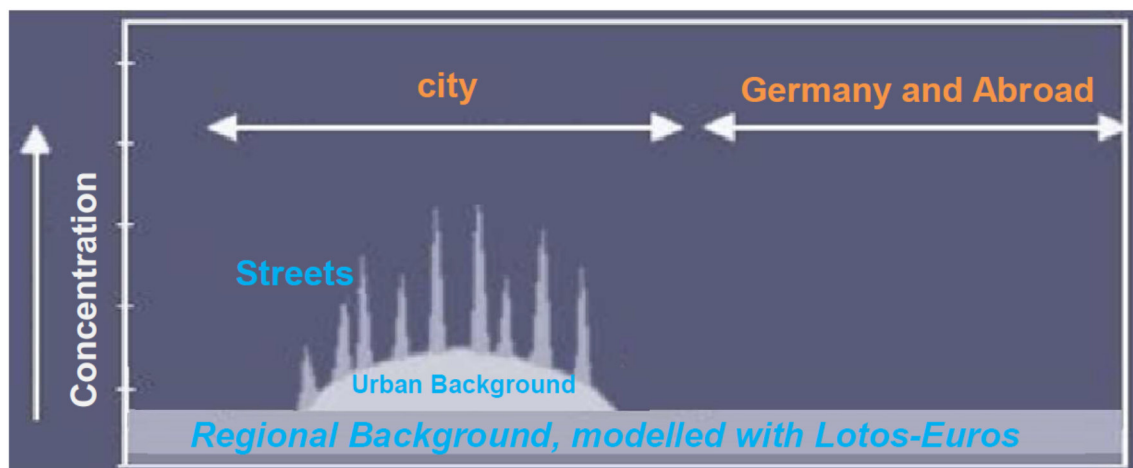 city
Germany and Abroad
Concentration
Streets
Urban Background
Regional Background, modelled with Lotos-Euros